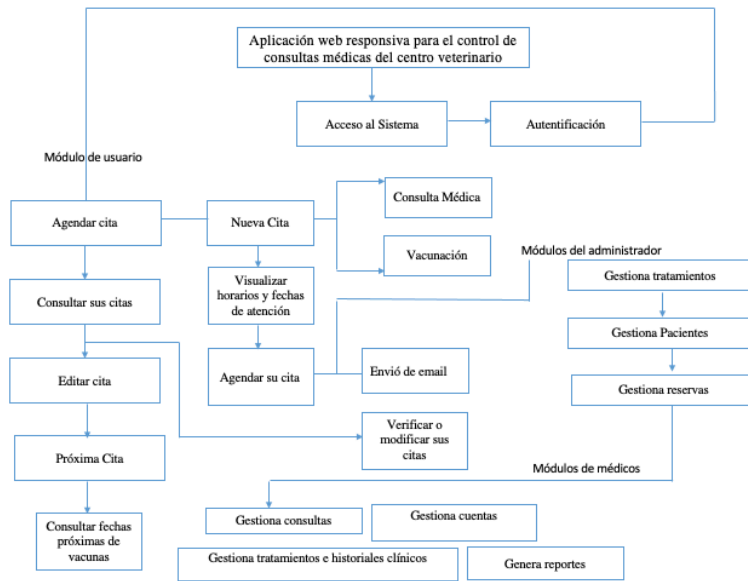 Aplicación web responsiva para el control de
consultas médicas del centro veterinario
Acceso al Sistema
Autentificación
Módulo de usuario
Agendar cita
Nueva Cita
Consulta Médica
Vacunación
Módulos del administrador
Gestiona tratamientos
Consultar sus citas
Visualizar
horarios y fechas
de atención
Gestiona Pacientes
Editar cita
Agendar su cita
Envió de email
Gestiona reservas
Verificar o
modificar sus
citas
Próxima Cita
Módulos de médicos
Consultar fechas
próximas de
vacunas
Gestiona consultas
Gestiona cuentas
Gestiona tratamientos e historiales clínicos
Genera reportes